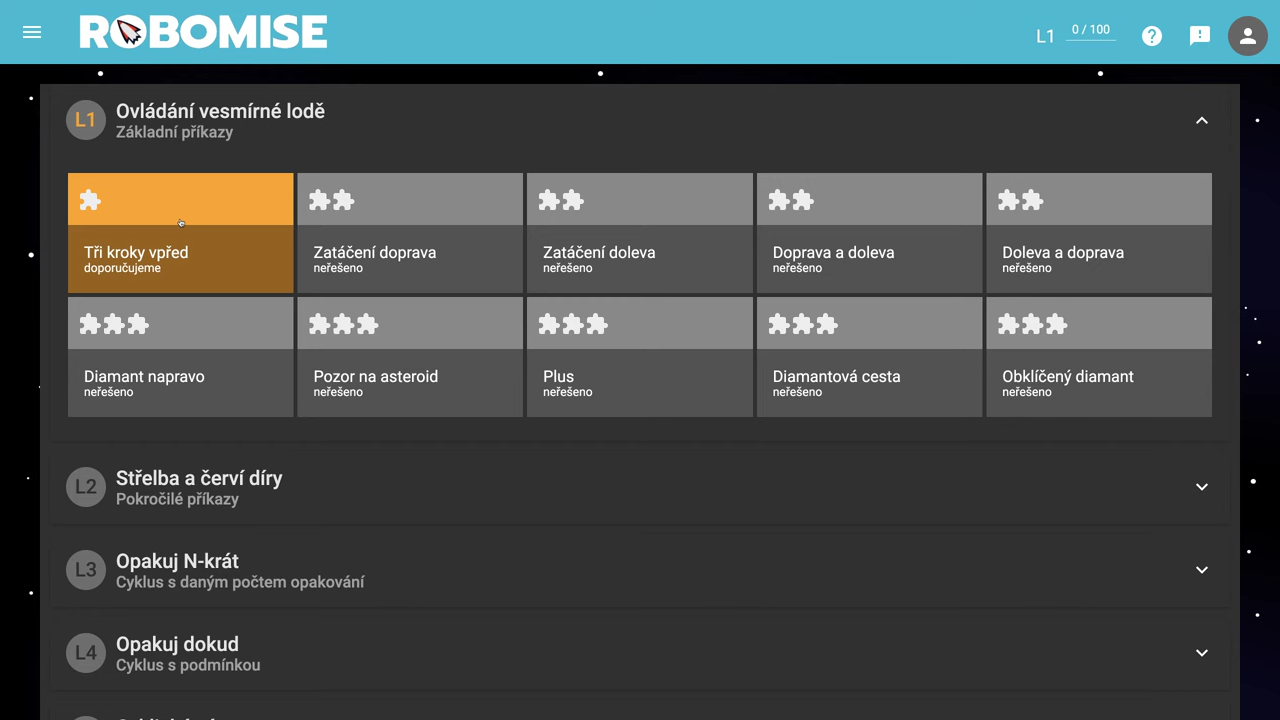 ROBOMISE
L1
0 / 100
L1
Ovládání vesmírné lodě
Základní příkazy
Tři kroky vpřed
doporučujeme
Zatáčení doprava
neřešeno
Zatáčení doleva
neřešeno
Doprava a doleva
neřešeno
Doleva a doprava
neřešeno
Diamant napravo
neřešeno
Pozor na asteroid
neřešeno
Plus
neřešeno
Diamantová cesta
neřešeno
Obklíčený diamant
neřešeno
L2
Střelba a červí díry
Pokročilé příkazy
L3
Opakuj N-krát
Cyklus s daným počtem opakování
L4
Opakuj dokud
Cyklus s podmínkou